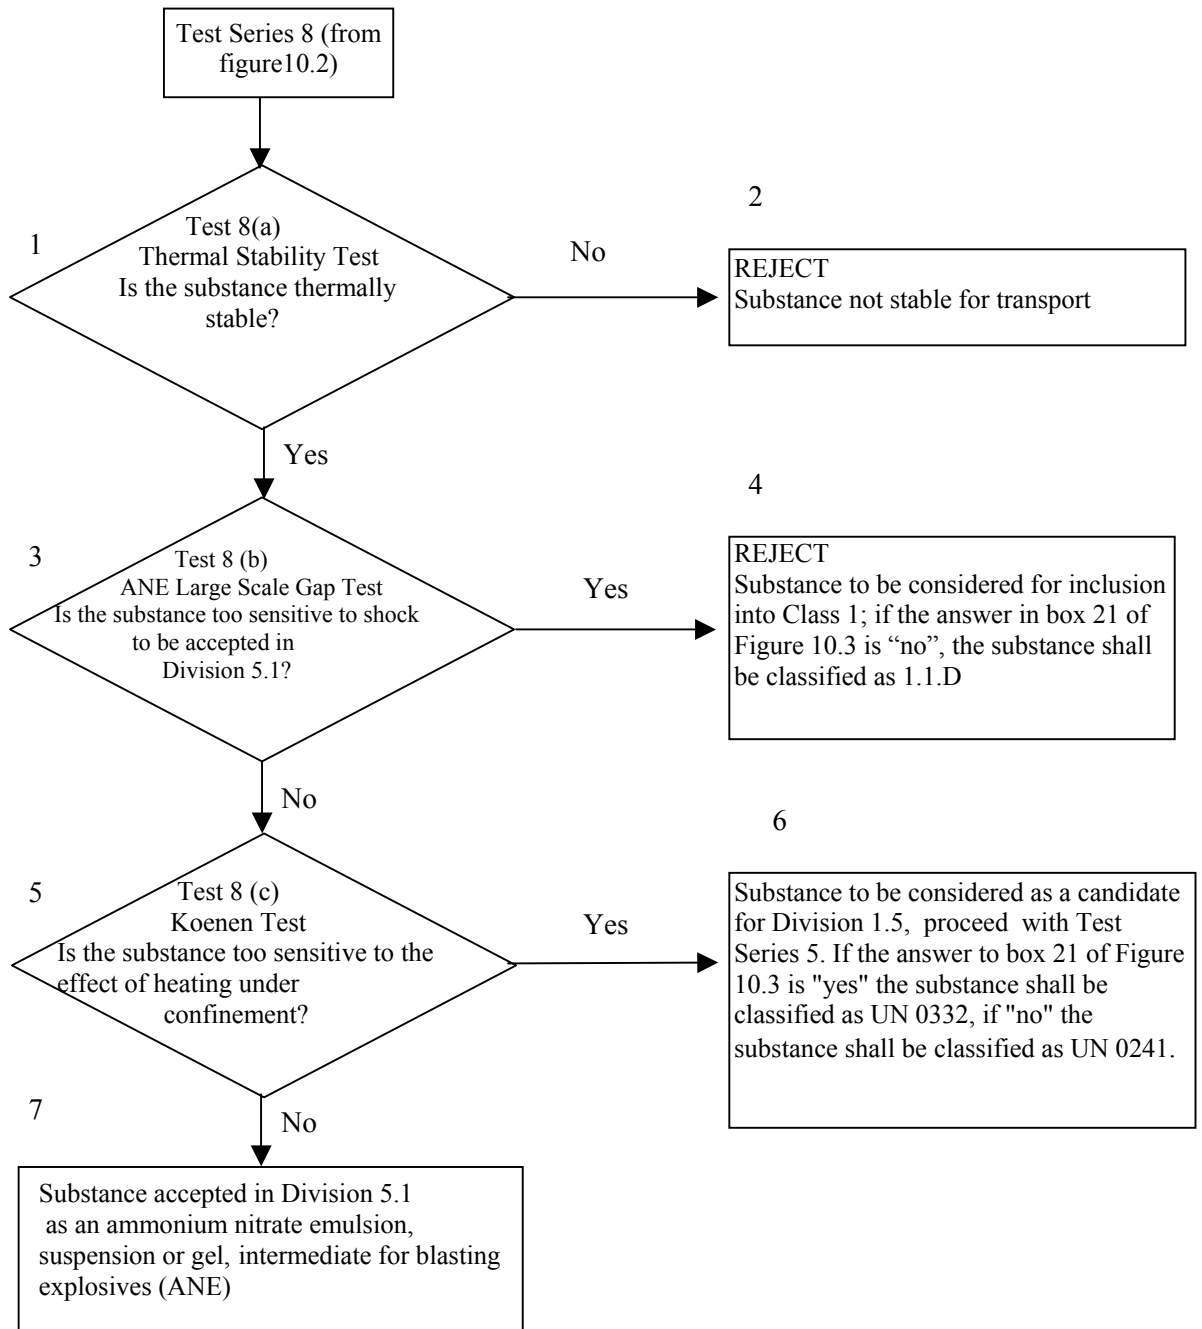 Test Series 8 (from
figure10.2)
1
Test 8(a)
Thermal Stability Test
Is the substance thermally
stable?
No
2
REJECT
Substance not stable for transport
Yes
3
Test 8 (b)
ANE Large Scale Gap Test
Is the substance too sensitive to shock
to be accepted in
Division 5.1?
Yes
4
REJECT
Substance to be considered for inclusion
into Class 1; if the answer in box 21 of
Figure 10.3 is “no”, the substance shall
be classified as 1.1.D
No
5
Test 8 (c)
Koenen Test
Is the substance too sensitive to the
effect of heating under
confinement?
Yes
6
Substance to be considered as a candidate
for Division 1.5, proceed with Test
Series 5. If the answer to box 21 of Figure
10.3 is "yes" the substance shall be
classified as UN 0332, if "no" the
substance shall be classified as UN 0241.
No
7
Substance accepted in Division 5.1
as an ammonium nitrate emulsion,
suspension or gel, intermediate for blasting
explosives (ANE)